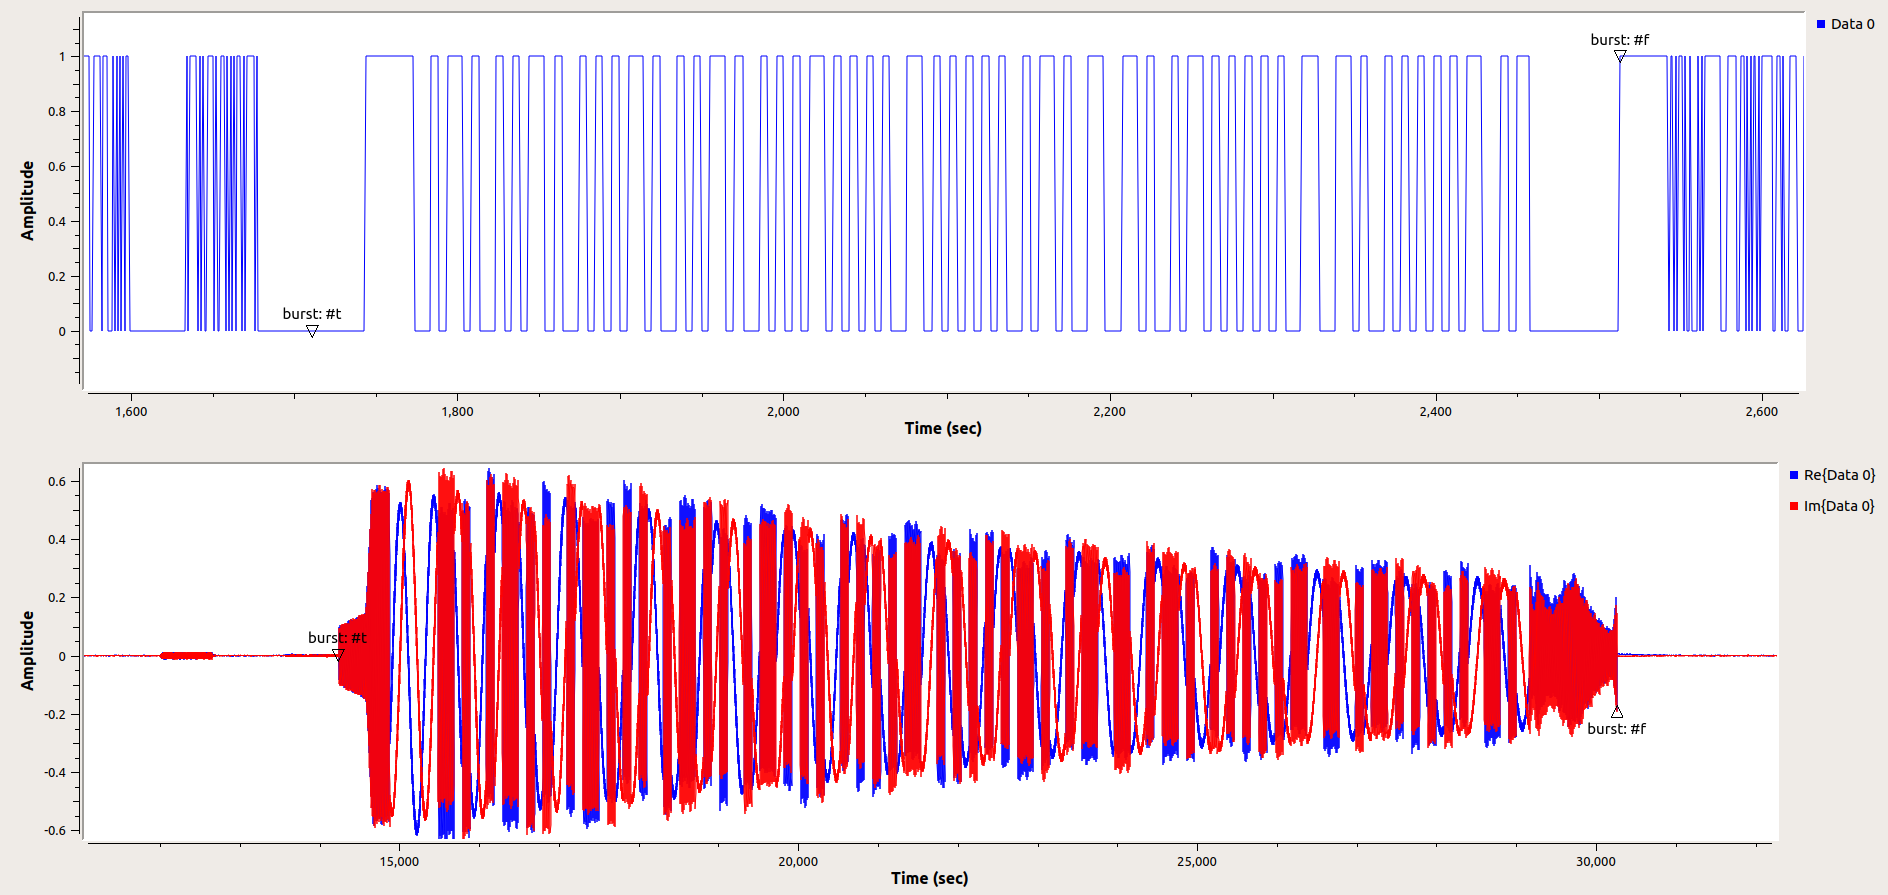 burst: #f
Data 0
1
0.8
0.6
0.4
0.2
0
Amplitude
burst: #t
1,600
1,800
2,000
2,200
2,400
2,600
Time (sec)
Re{Data 0}
Im{Data 0}
0.6
0.4
0.2
0
-0.2
-0.4
-0.6
Amplitude
burst: #t
burst: #f
15,000
20,000
25,000
30,000
Time (sec)